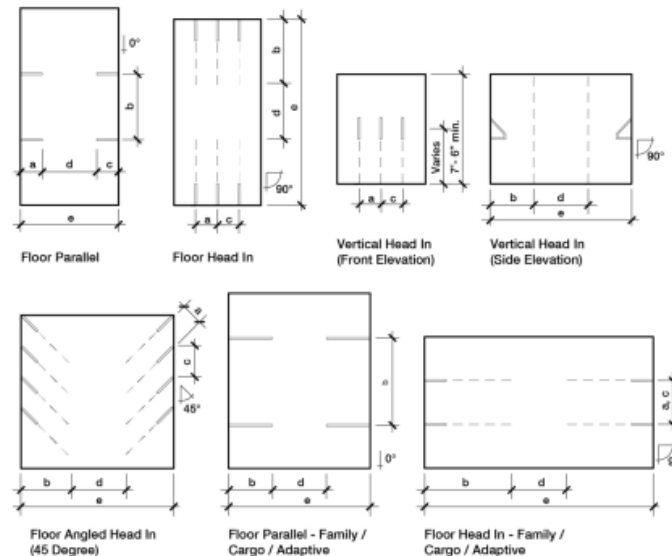 0°
b
a
d
c
e
Floor Parallel
b
d
e
90°
a
c
Floor Head In
Varies
7'- 6" min.
a
c
Vertical Head In
(Front Elevation)
90°
b
d
e
Vertical Head In
(Side Elevation)
a
c
45°
b
d
e
Floor Angled Head In
(45 Degree)
b
0°
b
d
e
Floor Parallel - Family /
Cargo / Adaptive
a, c
b
d
e
Floor Head In - Family /
Cargo / Adaptive